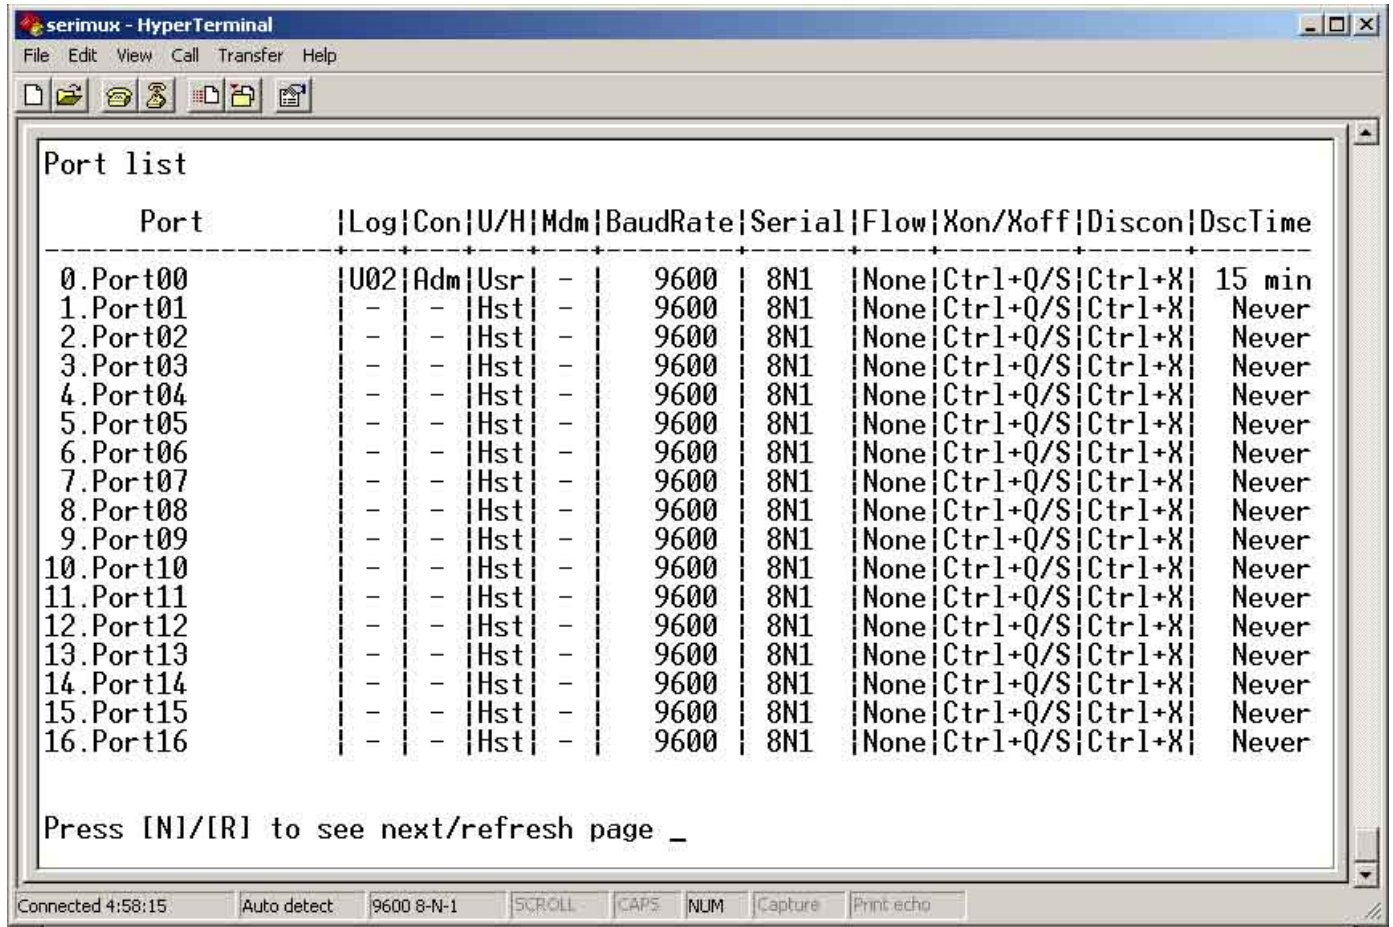 serimux - HyperTerminal
File Edit View Call Transfer Help
Port list
Port |Log|Con|U/H|Mdm|BaudRate|Serial|Flow|Xon/Xoff|Discon|DscTime
0.Port00 |U02|Adm|Usr| - | 9600 | 8N1 |None|Ctrl+Q/S|Ctrl+X| 15 min
1.Port01 | - | - |Hst| - | 9600 | 8N1 |None|Ctrl+Q/S|Ctrl+X| Never
2.Port02 | - | - |Hst| - | 9600 | 8N1 |None|Ctrl+Q/S|Ctrl+X| Never
3.Port03 | - | - |Hst| - | 9600 | 8N1 |None|Ctrl+Q/S|Ctrl+X| Never
4.Port04 | - | - |Hst| - | 9600 | 8N1 |None|Ctrl+Q/S|Ctrl+X| Never
5.Port05 | - | - |Hst| - | 9600 | 8N1 |None|Ctrl+Q/S|Ctrl+X| Never
6.Port06 | - | - |Hst| - | 9600 | 8N1 |None|Ctrl+Q/S|Ctrl+X| Never
7.Port07 | - | - |Hst| - | 9600 | 8N1 |None|Ctrl+Q/S|Ctrl+X| Never
8.Port08 | - | - |Hst| - | 9600 | 8N1 |None|Ctrl+Q/S|Ctrl+X| Never
9.Port09 | - | - |Hst| - | 9600 | 8N1 |None|Ctrl+Q/S|Ctrl+X| Never
10.Port10 | - | - |Hst| - | 9600 | 8N1 |None|Ctrl+Q/S|Ctrl+X| Never
11.Port11 | - | - |Hst| - | 9600 | 8N1 |None|Ctrl+Q/S|Ctrl+X| Never
12.Port12 | - | - |Hst| - | 9600 | 8N1 |None|Ctrl+Q/S|Ctrl+X| Never
13.Port13 | - | - |Hst| - | 9600 | 8N1 |None|Ctrl+Q/S|Ctrl+X| Never
14.Port14 | - | - |Hst| - | 9600 | 8N1 |None|Ctrl+Q/S|Ctrl+X| Never
15.Port15 | - | - |Hst| - | 9600 | 8N1 |None|Ctrl+Q/S|Ctrl+X| Never
16.Port16 | - | - |Hst| - | 9600 | 8N1 |None|Ctrl+Q/S|Ctrl+X| Never
Press [N]/[R] to see next/refresh page _
Connected 4:58:15 Auto detect 9600 8-N-1 SCROLL CAPS NUM Capture Print echo